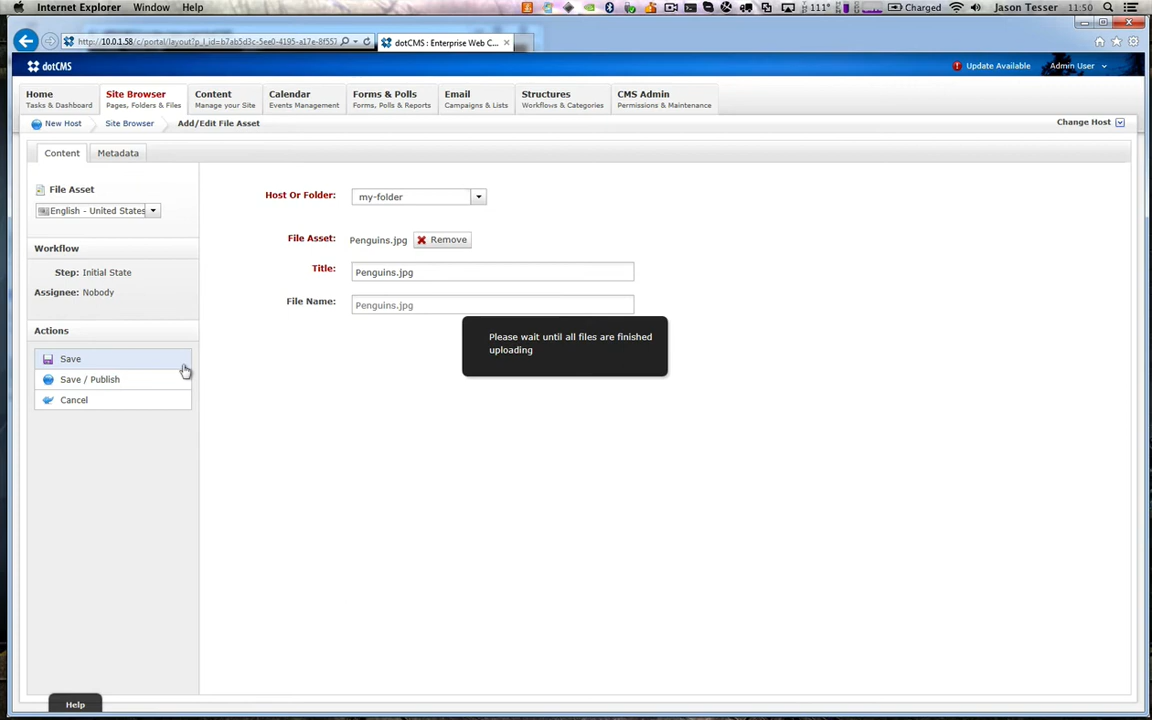 Internet Explorer Window Help 111° Charged Jason Tesser 11:50
http://10.0.1.58/c/portal/layout?p_l_id=b7ab5d3c-5ee0-4195-a17e-8f557 dotCMS : Enterprise Web C...
dotCMS Update Available Admin User
Home Site Browser Content Calendar Forms & Polls Email Structures CMS Admin
Tasks & Dashboard Pages, Folders & Files Manage your Site Events Management Forms, Polls & Reports Campaigns & Lists Workflows & Categories Permissions & Maintenance
New Host Site Browser Add/Edit File Asset Change Host
Content Metadata
File Asset
English - United States
Workflow
Step: Initial State
Assignee: Nobody
Actions
Save
Save / Publish
Cancel
Host Or Folder: my-folder
File Asset: Penguins.jpg Remove
Title: Penguins.jpg
File Name: Penguins.jpg
Please wait until all files are finished
uploading
Help